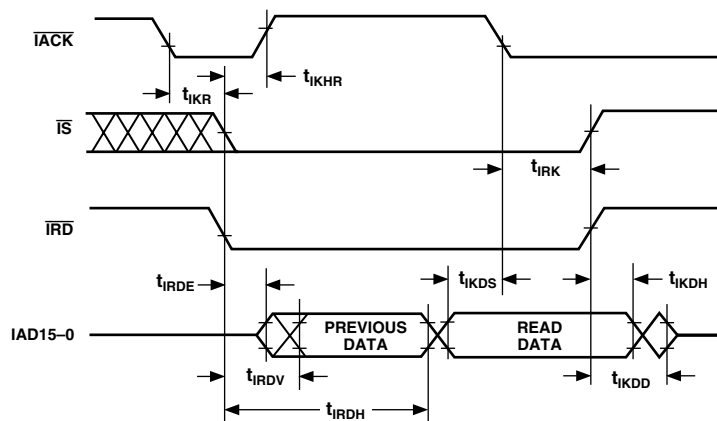 IACK
tIKHR
tIKR
IS
tIRK
IRD
tIRDE
tIKDS
tIKDH
IAD15–0
PREVIOUS
DATA
READ
DATA
tIKDD
tIRDV
tIRDH